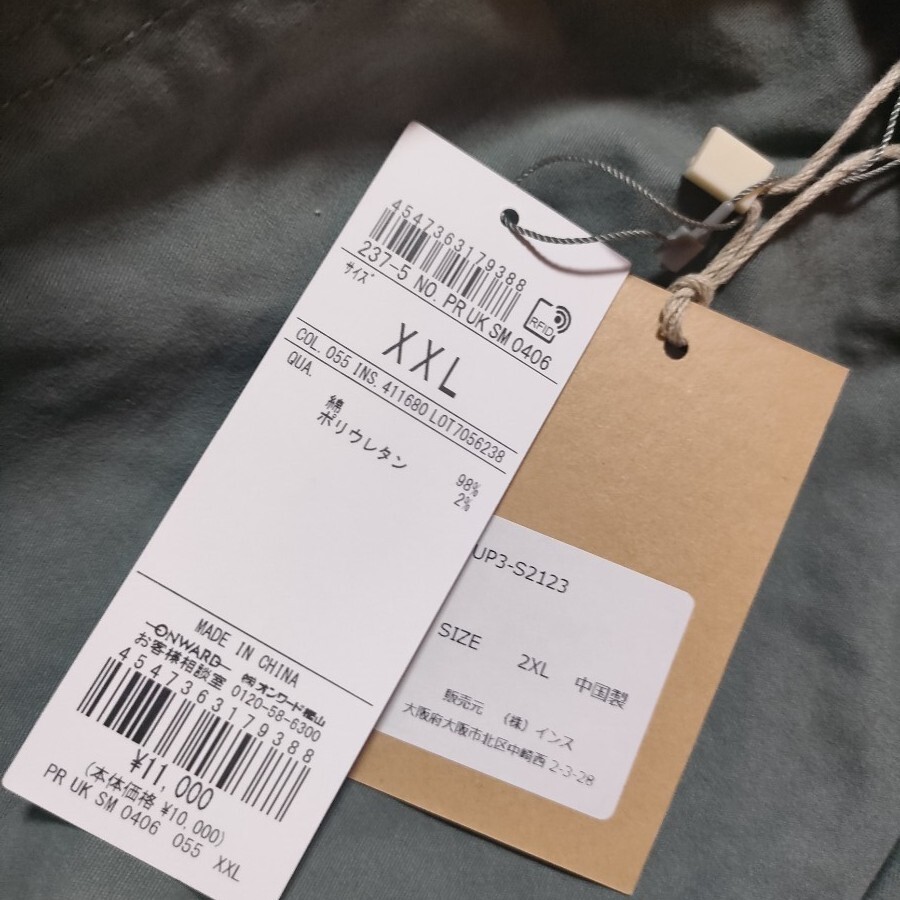 4547363179388
237-5 NO. PR UK SM 0406
RFID
サイズ
XXL
COL. 055 INS. 411680 LOT7056238
QUA.
綿 98%
ポリウレタン 2%
MADE IN CHINA
ONWARD ㈱オンワード樫山
お客様相談室 0120-58-6300
4547363179388
¥11,000
(本体価格 ¥10,000)
PR UK SM 0406 055 XXL
UP3-S2123
SIZE 2XL 中国製
販売元 (株) インス
大阪府大阪市北区中崎西 2-3-28